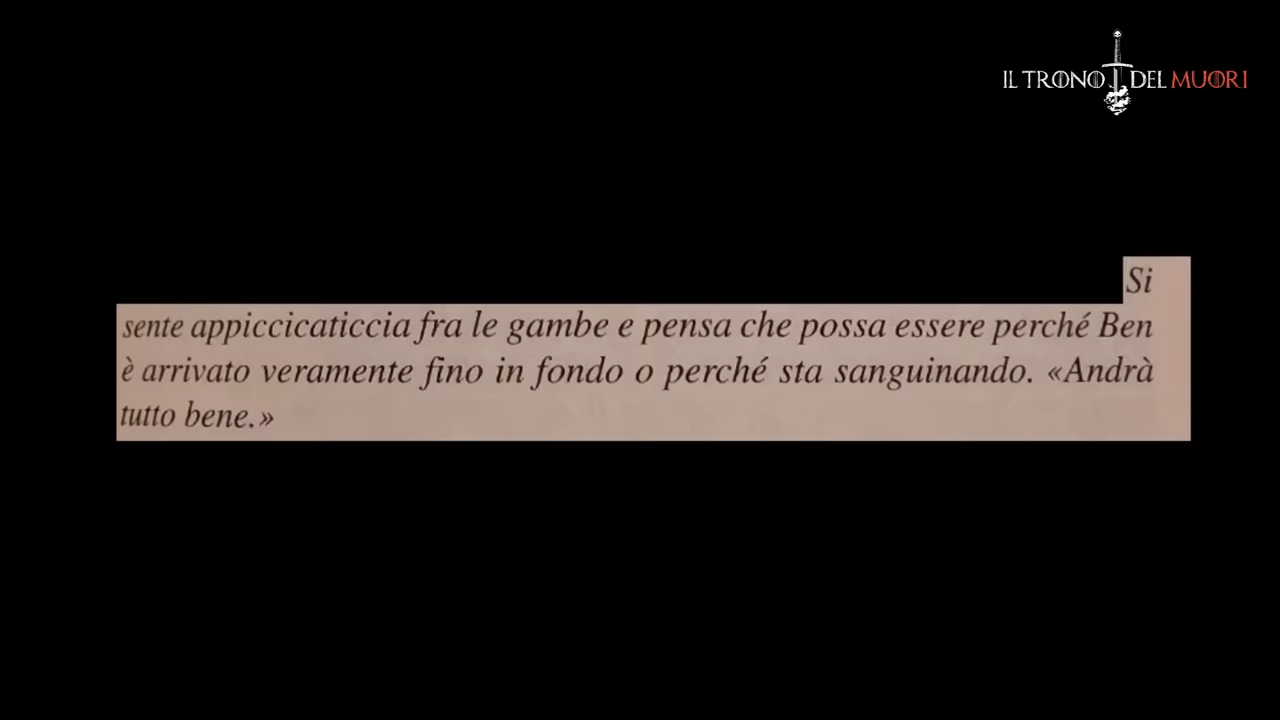 IL TRONO DEL MUORI
Si
sente appiccicaticcia fra le gambe e pensa che possa essere perché Ben
è arrivato veramente fino in fondo o perché sta sanguinando. «Andrà
tutto bene.»